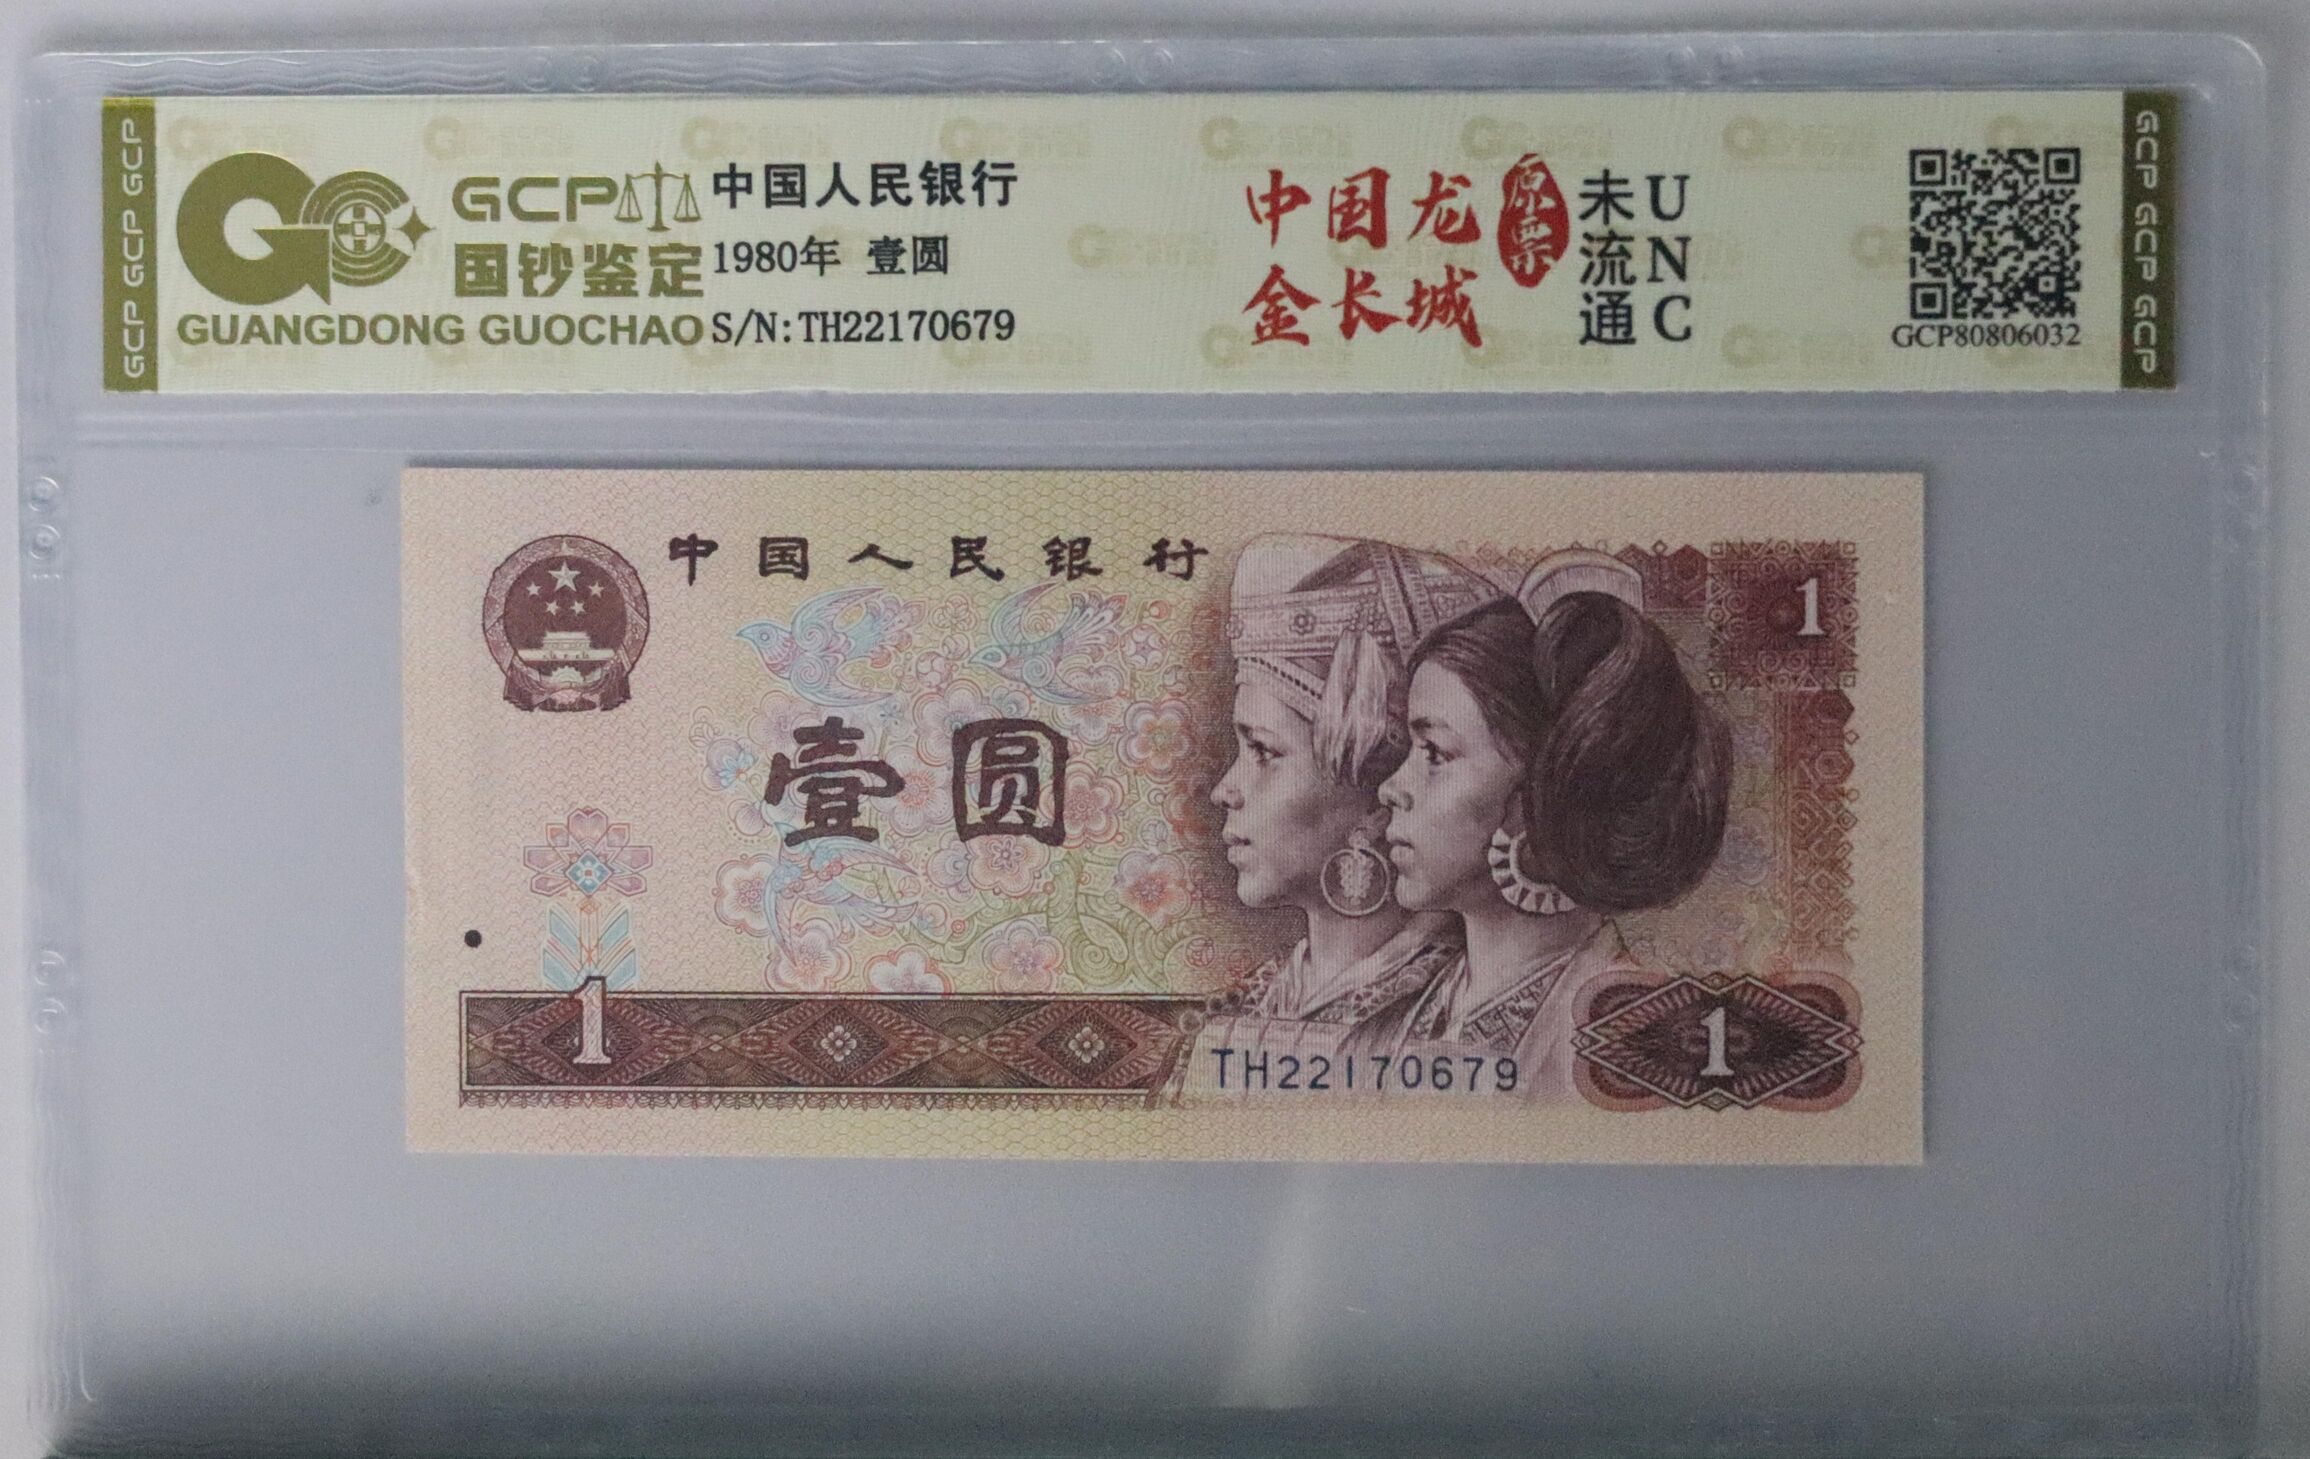 GCP GCP GCP
GCP
国钞鉴定
GUANGDONG GUOCHAO
中国人民银行
1980年 壹圆
S/N:TH22170679
中国龙
金长城
原票
未流通
UNC
GCP80806032
GCP GCP GCP
中国人民银行
1
壹圆
1
TH22170679
1